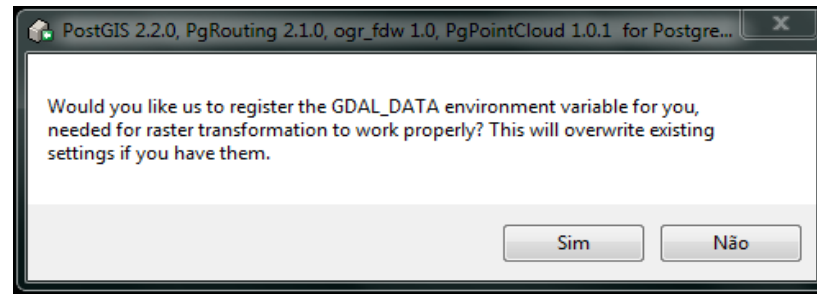 PostGIS 2.2.0, PgRouting 2.1.0, ogr_fdw 1.0, PgPointCloud 1.0.1 for Postgre...
Would you like us to register the GDAL_DATA environment variable for you,
needed for raster transformation to work properly? This will overwrite existing
settings if you have them.
Sim
Não